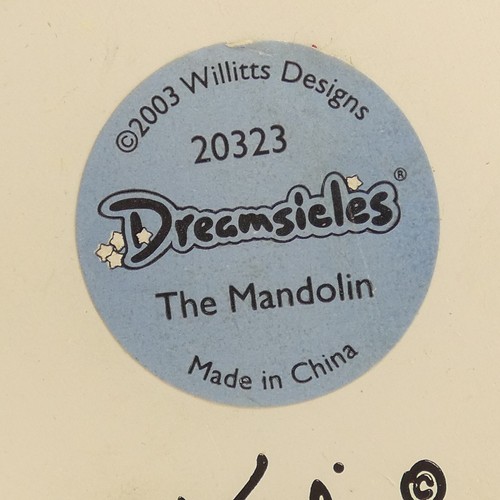 ©2003 Willitts Designs
20323
Dreamsicles®
The Mandolin
Made in China
©